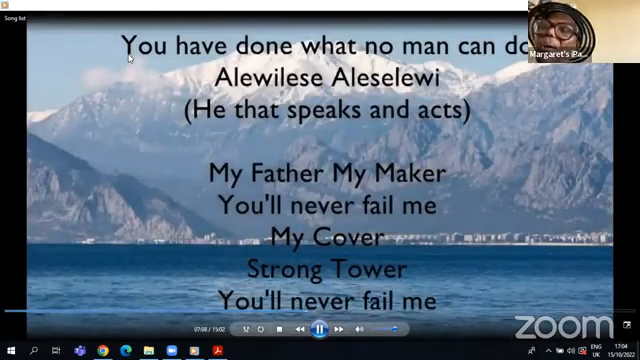 Song list
You have done what no man can do
Alewilese Aleselewi
(He that speaks and acts)
My Father My Maker
You'll never fail me
My Cover
Strong Tower
You'll never fail me
Margaret's iPa...
07:08 / 15:02
zoom
ENG
UK
17:04
15/10/2022